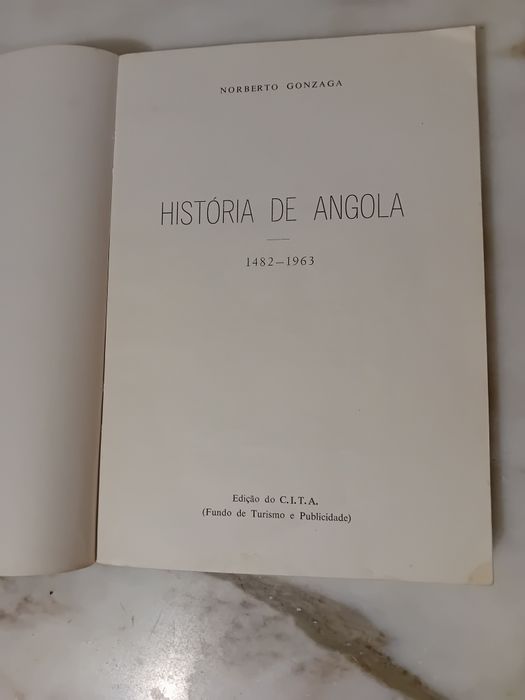 NORBERTO GONZAGA
HISTÓRIA DE ANGOLA
1482-1963
Edição do C.I.T.A.
(Fundo de Turismo e Publicidade)